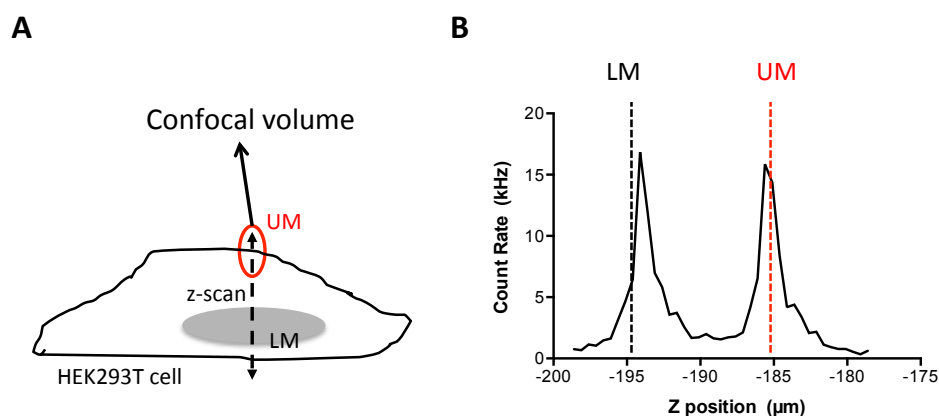 A
Confocal volume
UM
z-scan
LM
HEK293T cell
B
LM UM
20
15
10
5
0
Count Rate (kHz)
-200 -195 -190 -185 -180 -175
Z position (µm)